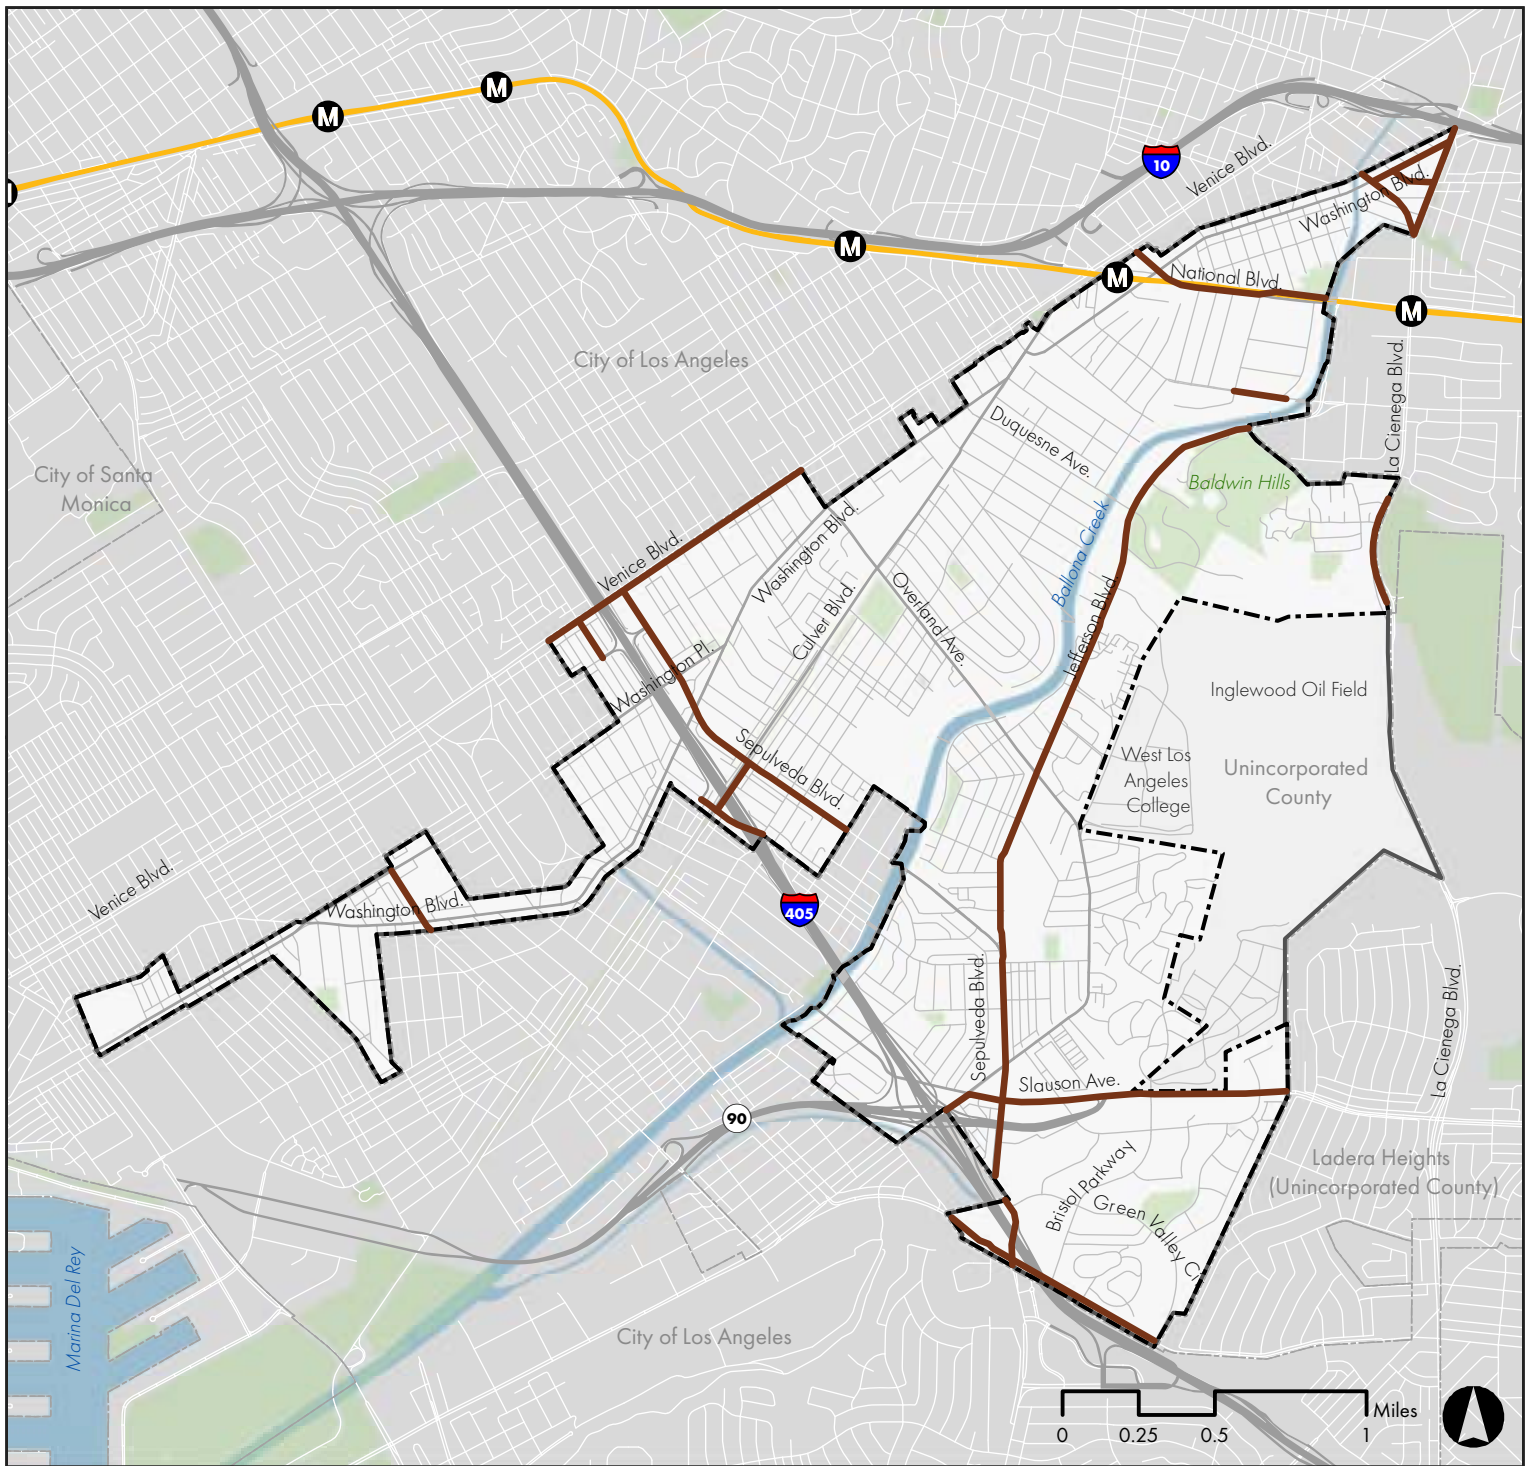 M
M
10
Venice Blvd.
Washington Blvd.
M
M
National Blvd.
M
City of Los Angeles
La Cienega Blvd.
Duquesne Ave.
City of Santa
Monica
Baldwin Hills
Ballona Creek
Washington Blvd.
Venice Blvd.
Culver Blvd.
Overland Ave.
Jefferson Blvd.
Washington Pl.
Inglewood Oil Field
Sepulveda Blvd.
West Los
Angeles
College
Unincorporated
County
Venice Blvd.
Washington Blvd.
405
Sepulveda Blvd.
La Cienega Blvd.
Slauson Ave.
90
Bristol Parkway
Green Valley Ci
Ladera Heights
(Unincorporated County)
Marina Del Rey
City of Los Angeles
Miles
0 0.25 0.5 1